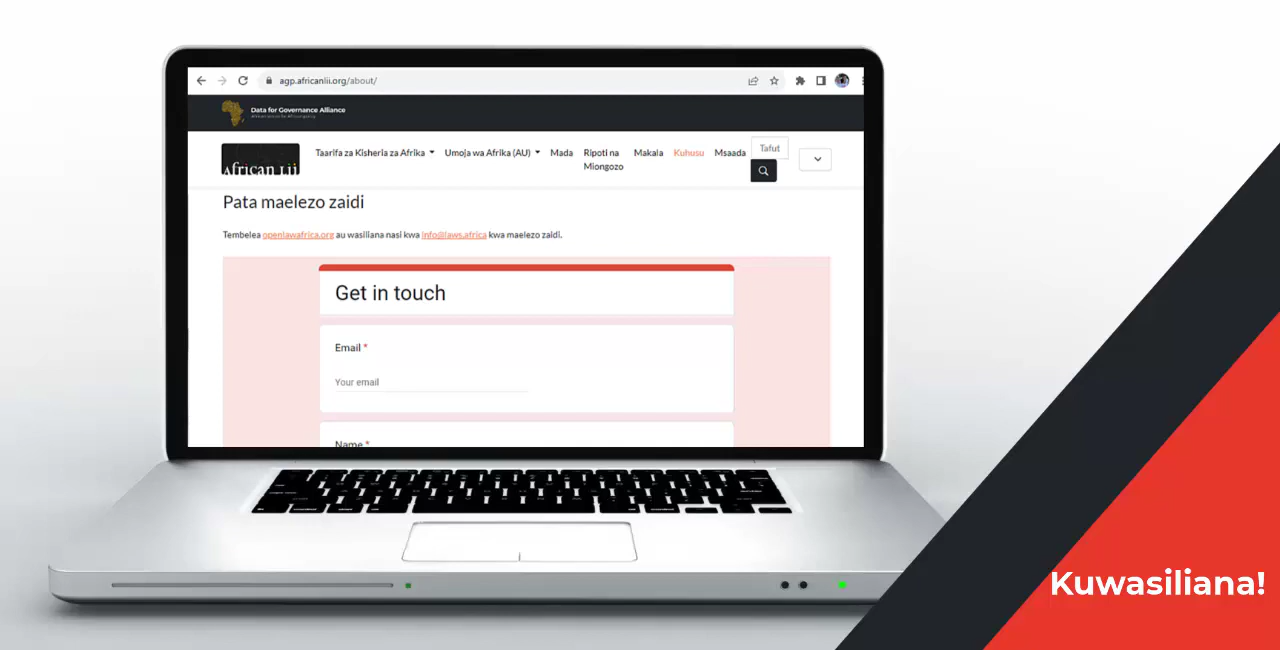 agp.africanlii.org/about/
Data for Governance Alliance
African Lii
Taarifa za Kisheria za Afrika
Umoja wa Afrika (AU)
Mada
Ripoti na
Miongozo
Makala
Kuhusu
Msaada
Tafut
Pata maelezo zaidi
Tembelea openlawafrica.org au wasiliana nasi kwa info@laws.africa kwa maelezo zaidi.
Get in touch
Email *
Your email
Name *
Kuwasiliana!